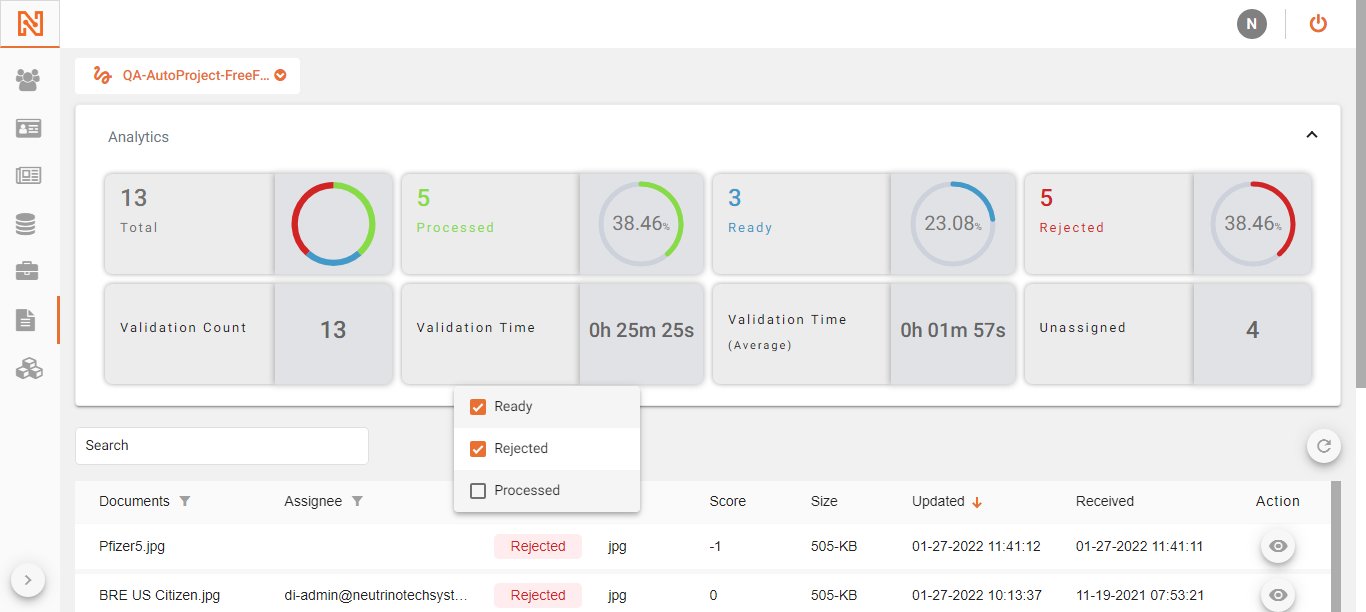 N
QA-AutoProject-FreeF...
Analytics
13
Total
5
Processed
38.46%
3
Ready
23.08%
5
Rejected
38.46%
Validation Count
13
Validation Time
0h 25m 25s
Validation Time
(Average)
0h 01m 57s
Unassigned
4
Ready
Rejected
Processed
Search
Documents Assignee Score Size Updated Received Action
Pfizer5.jpg Rejected jpg -1 505-KB 01-27-2022 11:41:12 01-27-2022 11:41:11
BRE US Citizen.jpg di-admin@neutrinotechsyst... Rejected jpg 0 505-KB 01-27-2022 10:13:37 11-19-2021 07:53:21